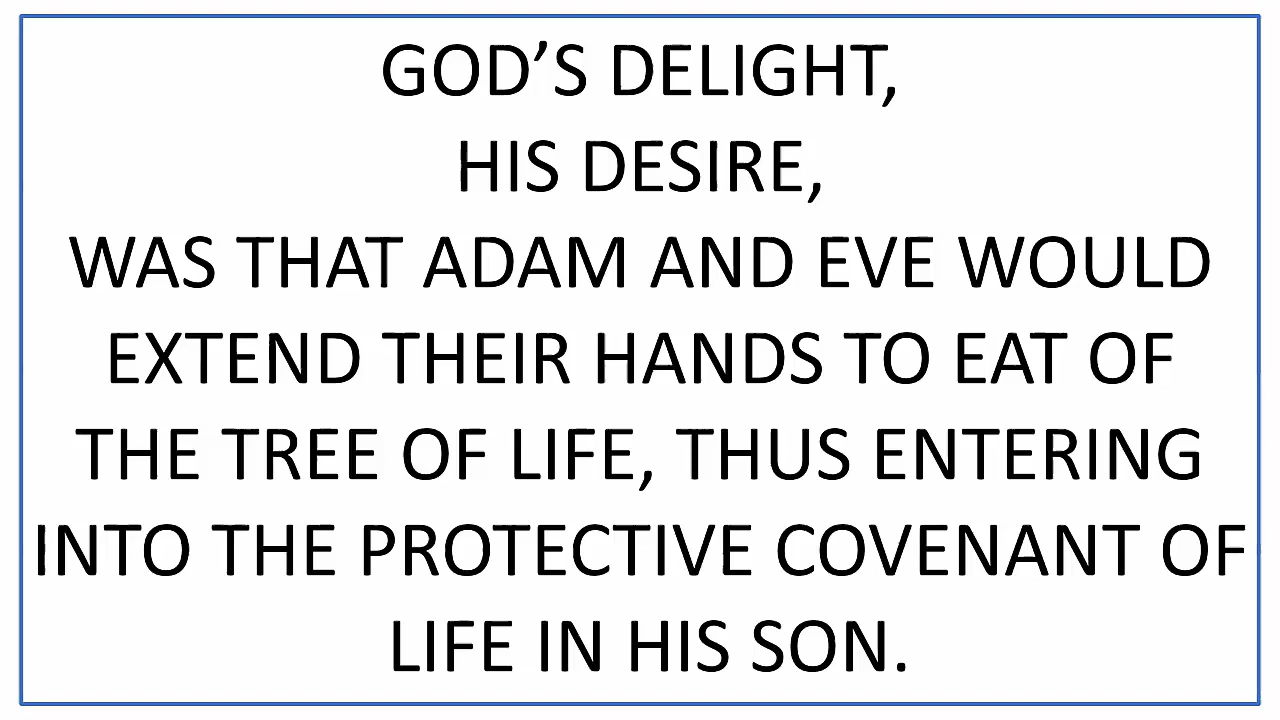 GOD’S DELIGHT,
HIS DESIRE,
WAS THAT ADAM AND EVE WOULD
EXTEND THEIR HANDS TO EAT OF
THE TREE OF LIFE, THUS ENTERING
INTO THE PROTECTIVE COVENANT OF
LIFE IN HIS SON.